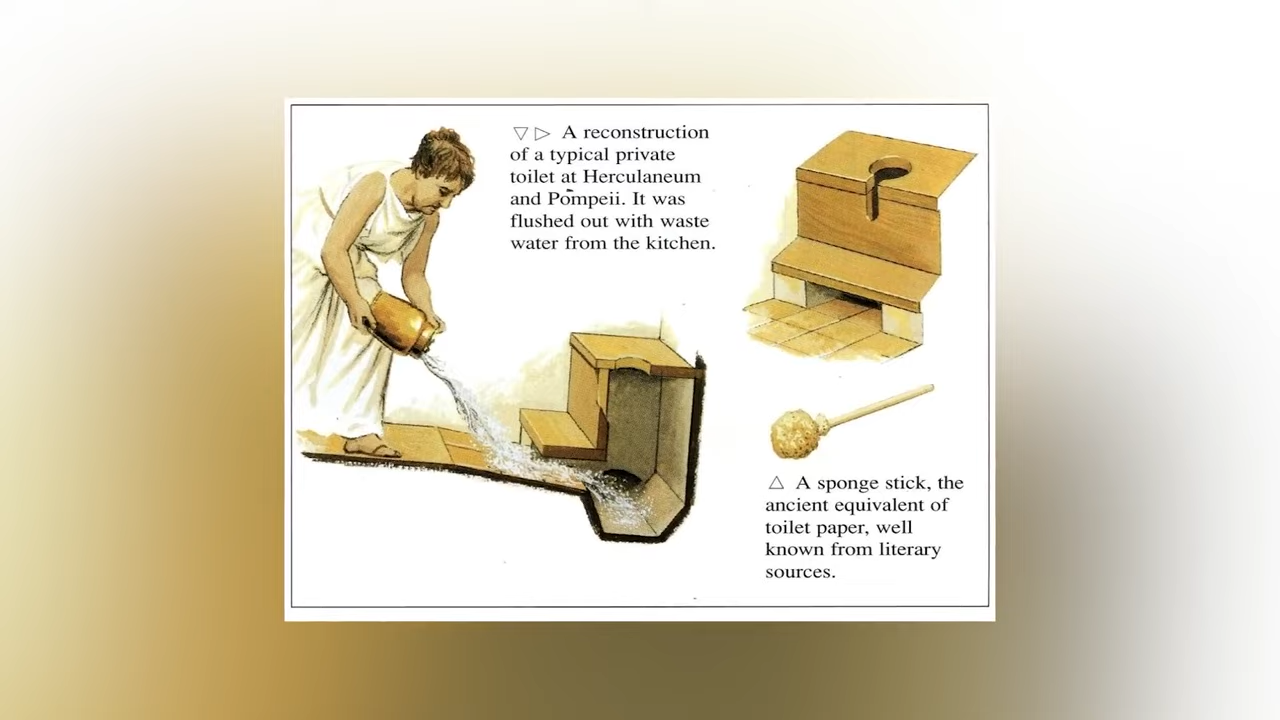 ▽ ▷ A reconstruction
of a typical private
toilet at Herculaneum
and Pompeii. It was
flushed out with waste
water from the kitchen.
△ A sponge stick, the
ancient equivalent of
toilet paper, well
known from literary
sources.